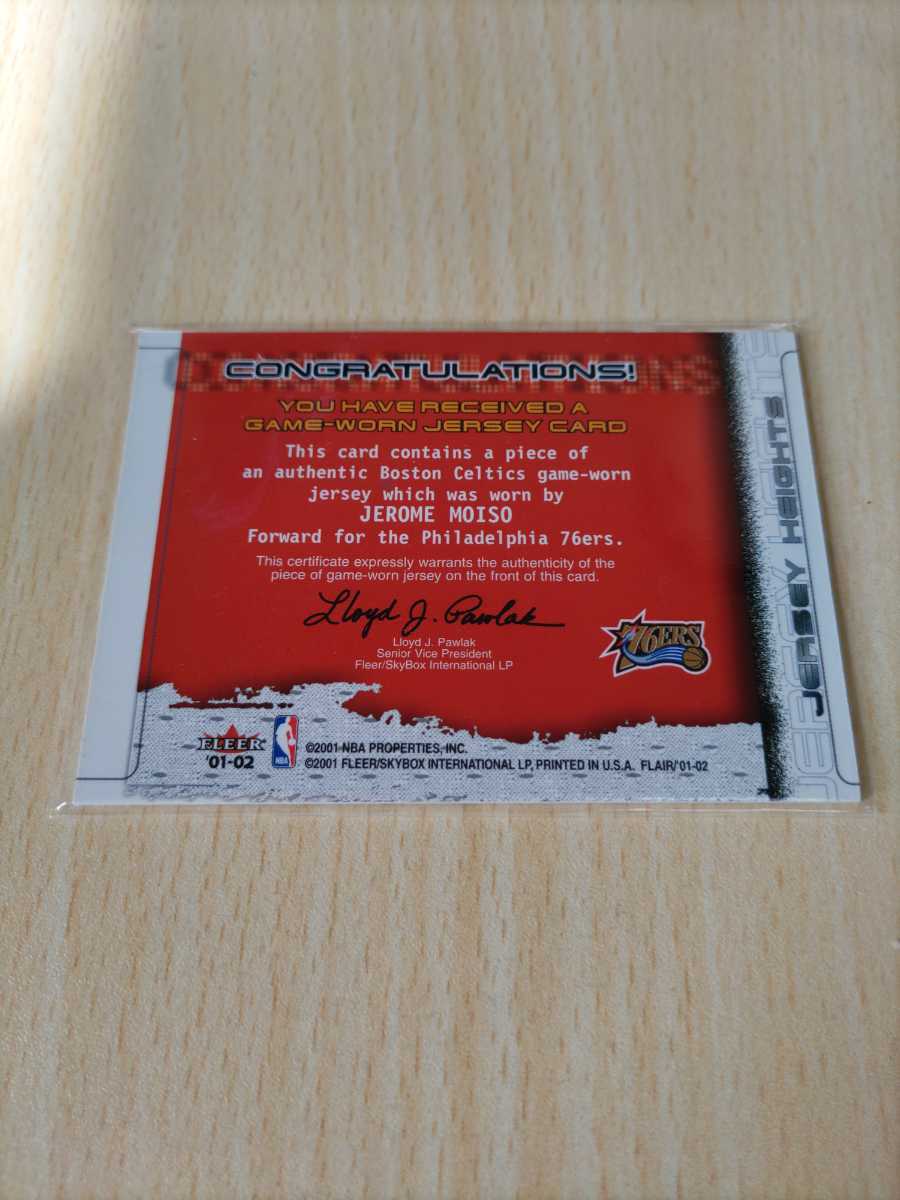 CONGRATULATIONS!
YOU HAVE RECEIVED A
GAME-WORN JERSEY CARD
This card contains a piece of
an authentic Boston Celtics game-worn
jersey which was worn by
JEROME MOISO
Forward for the Philadelphia 76ers.
This certificate expressly warrants the authenticity of the
piece of game-worn jersey on the front of this card.
Lloyd J. Pawlak
Lloyd J. Pawlak
Senior Vice President
Fleer/SkyBox International LP
76ERS
JERSEY HEIGHTS
JERSEY HEIGHTS
FLEER
'01-02
NBA
©2001 NBA PROPERTIES, INC.
©2001 FLEER/SKYBOX INTERNATIONAL LP, PRINTED IN U.S.A. FLAIR/'01-02